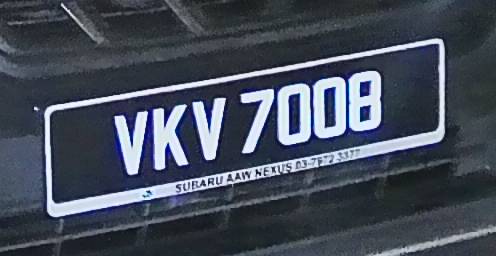 VKV 7008
SUBARU AAW NEXUS 03-7972 3377